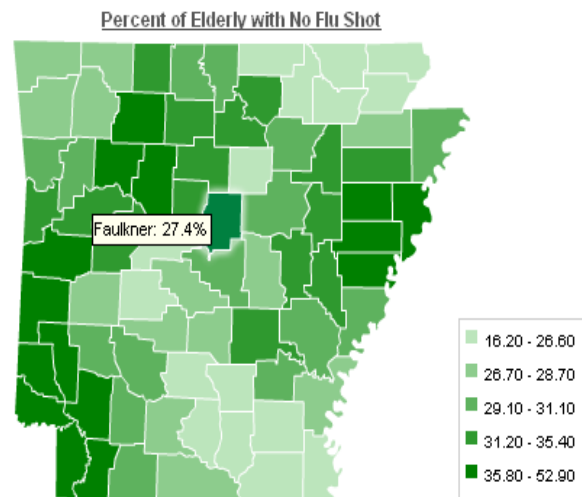 Percent of Elderly with No Flu Shot
Faulkner: 27.4%
16.20 - 26.60
26.70 - 28.70
29.10 - 31.10
31.20 - 35.40
35.80 - 52.90